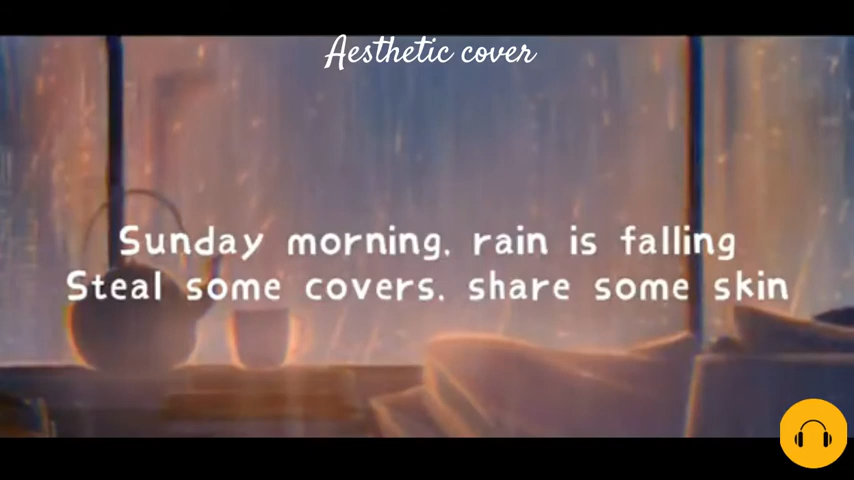 Aesthetic cover
Sunday morning, rain is falling
Steal some covers, share some skin